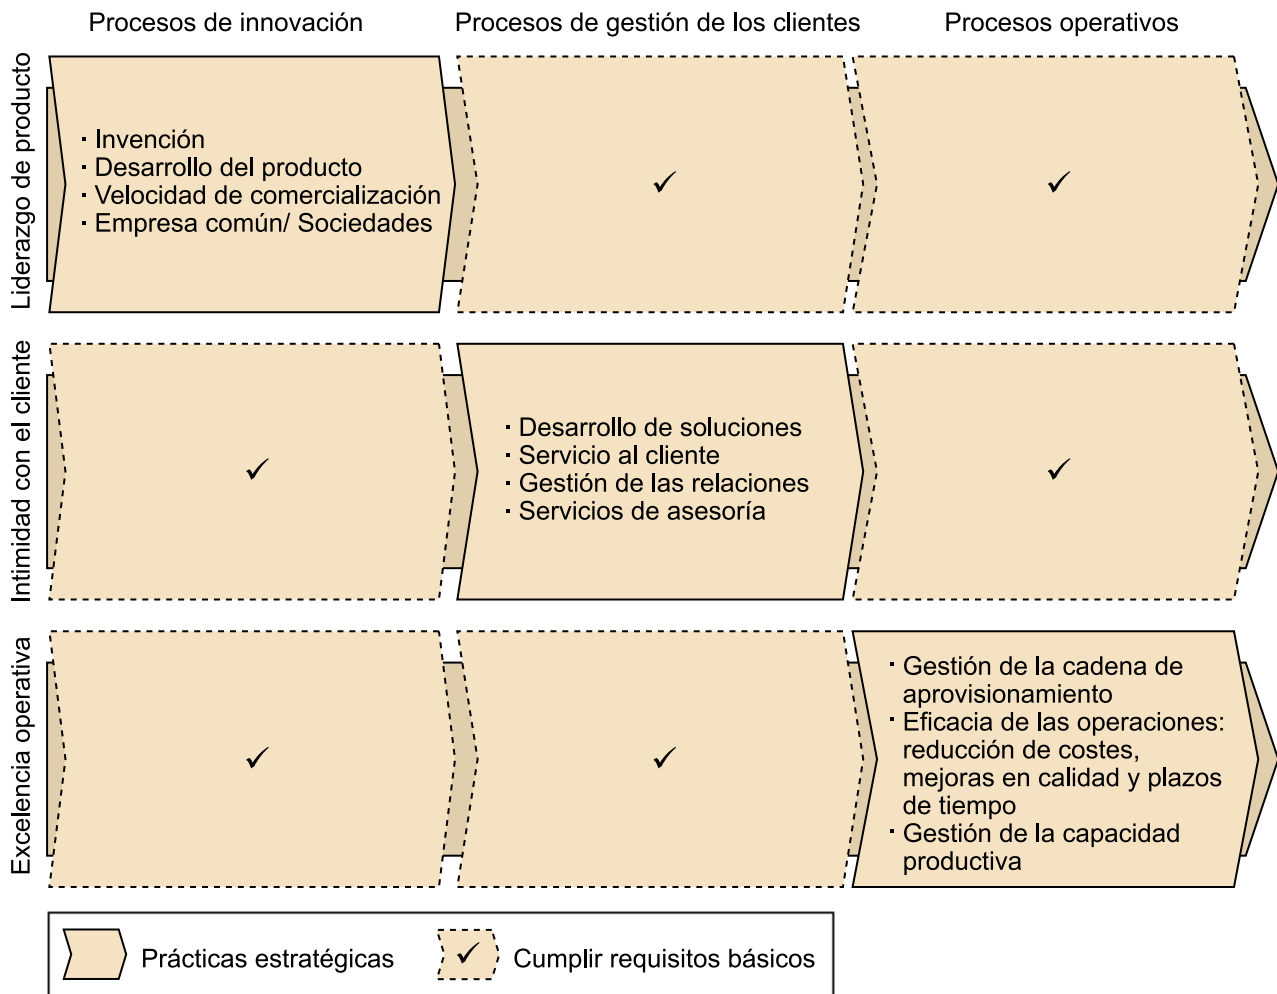 Procesos de innovación
Procesos de gestión de los clientes
Procesos operativos
Liderazgo de producto
· Invención
· Desarrollo del producto
· Velocidad de comercialización
· Empresa común/ Sociedades
✓
✓
Intimidad con el cliente
✓
· Desarrollo de soluciones
· Servicio al cliente
· Gestión de las relaciones
· Servicios de asesoría
✓
Excelencia operativa
✓
✓
· Gestión de la cadena de
aprovisionamiento
· Eficacia de las operaciones:
reducción de costes,
mejoras en calidad y plazos
de tiempo
· Gestión de la capacidad
productiva
Prácticas estratégicas
✓ Cumplir requisitos básicos